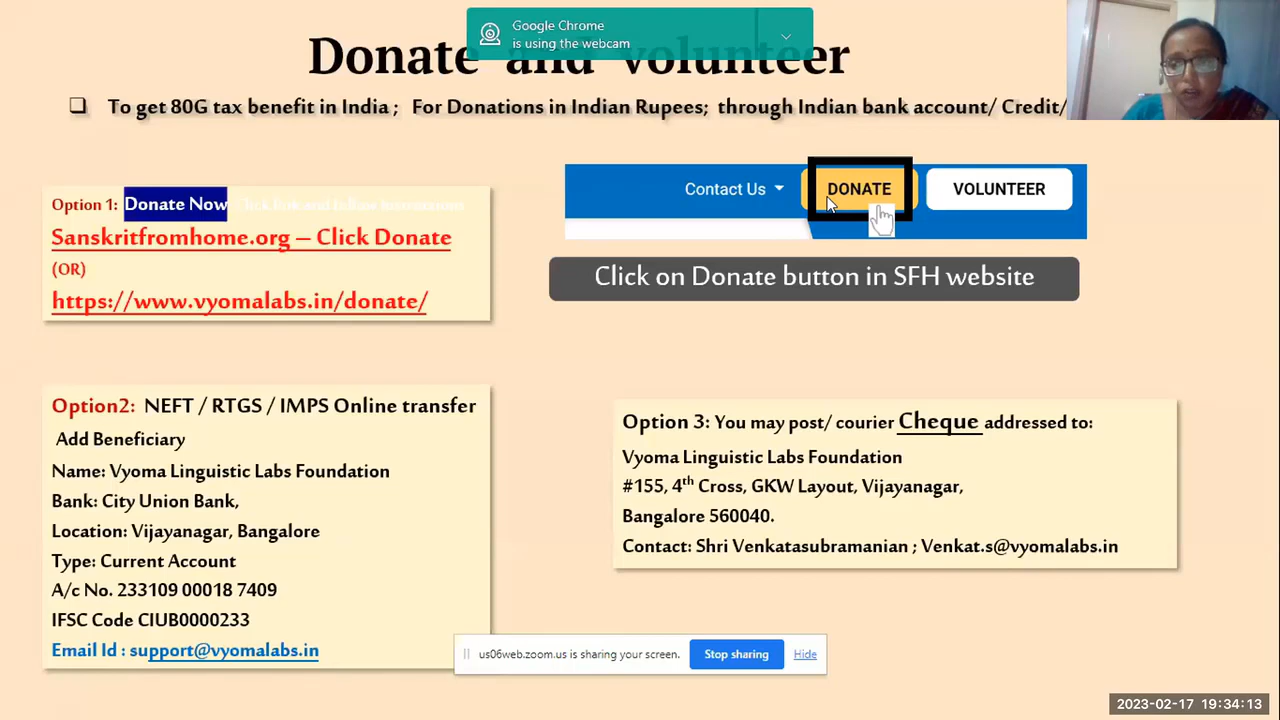 Google Chrome
is using the webcam
Donate and volunteer
❑ To get 80G tax benefit in India ; For Donations in Indian Rupees; through Indian bank account/ Credit/
Contact Us
DONATE
VOLUNTEER
Option 1: Donate Now
Sanskritfromhome.org – Click Donate
(OR)
https://www.vyomalabs.in/donate/
Click on Donate button in SFH website
Option2: NEFT / RTGS / IMPS Online transfer
Add Beneficiary
Name: Vyoma Linguistic Labs Foundation
Bank: City Union Bank,
Location: Vijayanagar, Bangalore
Type: Current Account
A/c No. 233109 00018 7409
IFSC Code CIUB0000233
Email Id : support@vyomalabs.in
Option 3: You may post/ courier Cheque addressed to:
Vyoma Linguistic Labs Foundation
#155, 4th Cross, GKW Layout, Vijayanagar,
Bangalore 560040.
Contact: Shri Venkatasubramanian ; Venkat.s@vyomalabs.in
us06web.zoom.us is sharing your screen.
Stop sharing
Hide
2023-02-17 19:34:13